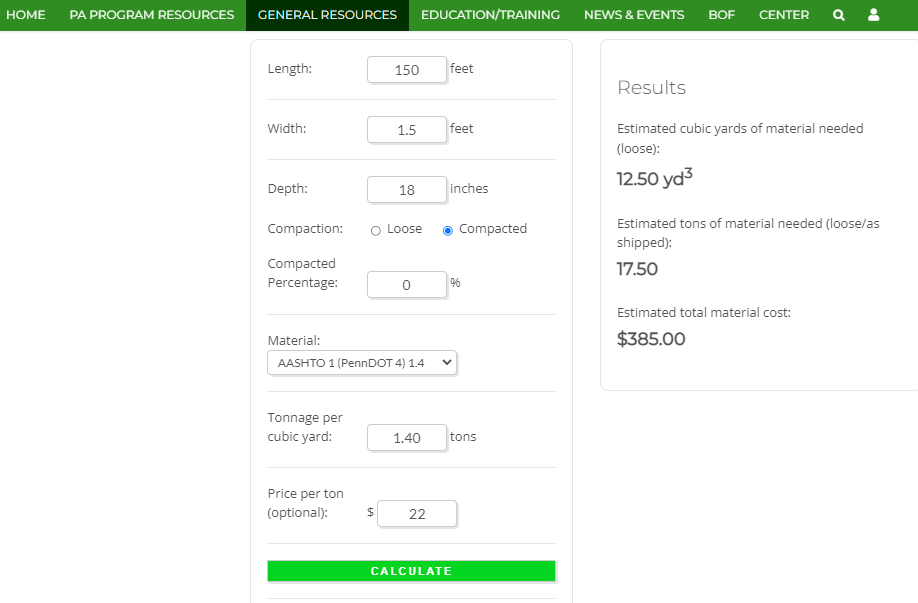 HOME PA PROGRAM RESOURCES GENERAL RESOURCES EDUCATION/TRAINING NEWS & EVENTS BOF CENTER
Length: 150 feet
Width: 1.5 feet
Depth: 18 inches
Compaction: Loose Compacted
Compacted
Percentage: 0 %
Material:
AASHTO 1 (PennDOT 4) 1.4
Tonnage per
cubic yard: 1.40 tons
Price per ton
(optional): $ 22
CALCULATE
Results
Estimated cubic yards of material needed
(loose):
12.50 yd³
Estimated tons of material needed (loose/as
shipped):
17.50
Estimated total material cost:
$385.00